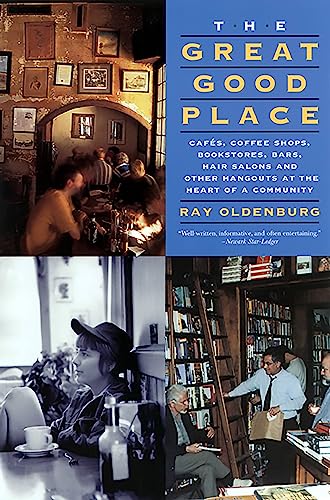 THE
GREAT
GOOD
PLACE
CAFÉS, COFFEE SHOPS,
BOOKSTORES, BARS,
HAIR SALONS AND
OTHER HANGOUTS AT THE
HEART OF A COMMUNITY
RAY OLDENBURG
"Well-written, informative, and often entertaining."
–Newark Star-Ledger